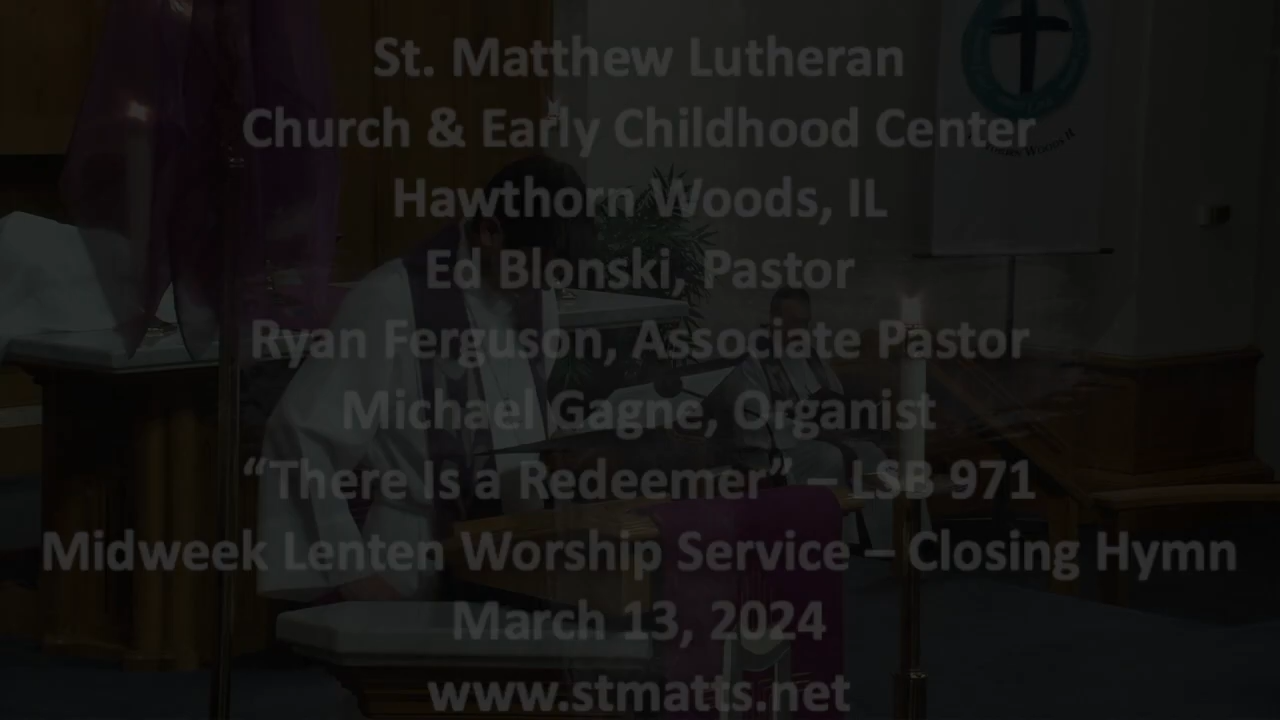 St. Matthew Lutheran
Church & Early Childhood Center
Hawthorn Woods, IL
Ed Blonski, Pastor
Ryan Ferguson, Associate Pastor
Michael Gagne, Organist
“There Is a Redeemer” – LSB 971
Midweek Lenten Worship Service – Closing Hymn
March 13, 2024
www.stmatts.net